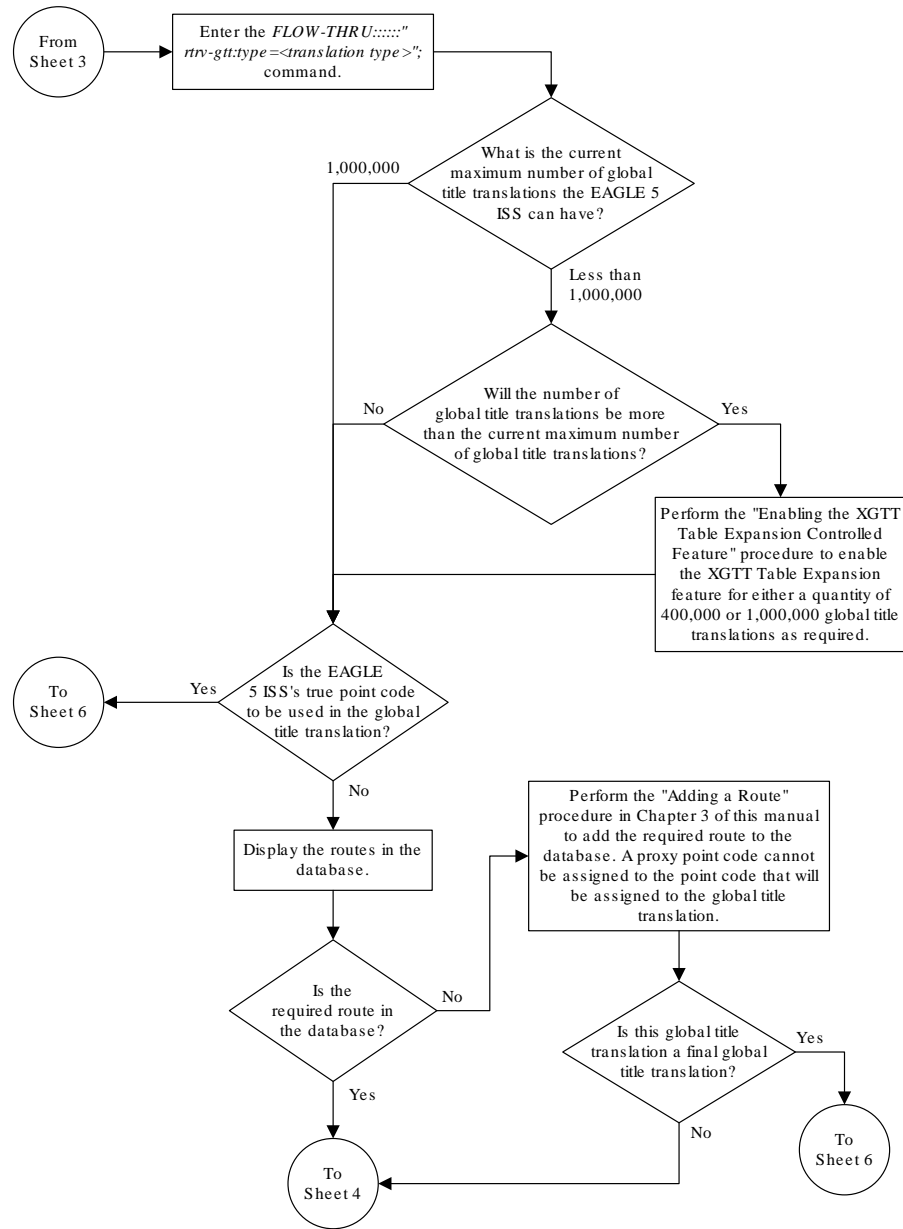 From
Sheet 3
Enter the FLOW-THRU::::::"
rtrv-gtt:type=<translation type>";
command.
What is the current
maximum number of global
title translations the EAGLE 5
ISS can have?
1,000,000
Less than
1,000,000
Will the number of
global title translations be more
than the current maximum number
of global title translations?
No
Yes
Perform the "Enabling the XGTT
Table Expansion Controlled
Feature" procedure to enable
the XGTT Table Expansion
feature for either a quantity of
400,000 or 1,000,000 global title
translations as required.
Is the EAGLE
5 ISS's true point code
to be used in the global
title translation?
Yes
To
Sheet 6
No
Display the routes in the
database.
Perform the "Adding a Route"
procedure in Chapter 3 of this manual
to add the required route to the
database. A proxy point code cannot
be assigned to the point code that will
be assigned to the global title
translation.
Is the
required route in
the database?
No
Yes
Is this global title
translation a final global
title translation?
Yes
No
To
Sheet 4
To
Sheet 6